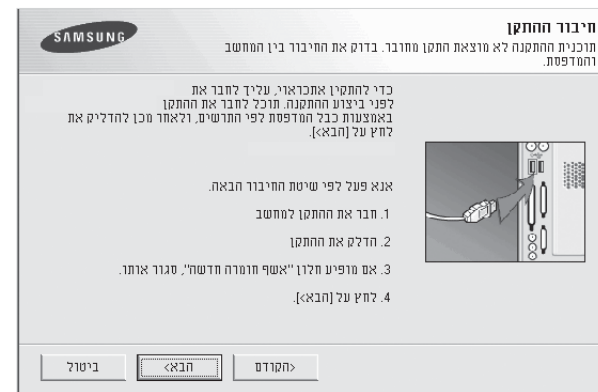 SAMSUNG
חיבור ההתקן
תוכנית ההתקנה לא מוצאת התקן מחובר. בדוק את החיבור בין המחשב
והמדפסת.
כדי להתקין אתכראוי, עליך לחבר את
לפני ביצוע ההתקנה. תוכל לחבר את ההתקן
באמצעות כבל המדפסת לפי התרשים, ולאחר מכן להדליק את
לחץ על [הבא>].
אנא פעל לפי שיטת החיבור הבאה.
1. חבר את ההתקן למחשב
2. הדלק את ההתקן
3. אם מופיע חלון "אשף חומרה חדשה", סגור אותו.
4. לחץ על [הבא>].
<הקודם
הבא>
ביטול